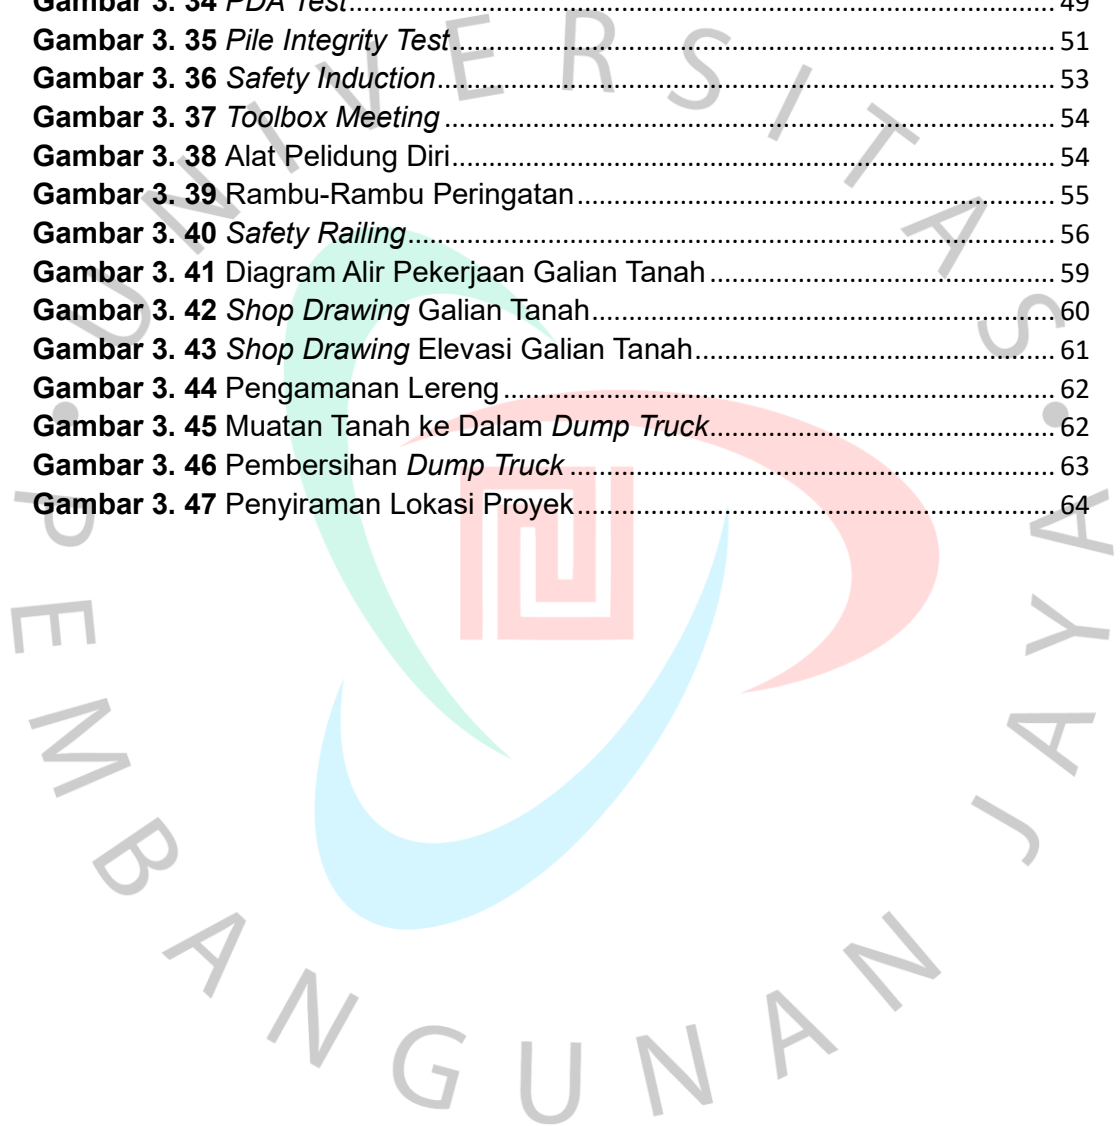 Gambar 3. 34 PDA Test........................................................ 49
Gambar 3. 35 Pile Integrity Test........................................................ 51
Gambar 3. 36 Safety Induction........................................................ 53
Gambar 3. 37 Toolbox Meeting ........................................................ 54
Gambar 3. 38 Alat Pelidung Diri........................................................ 54
Gambar 3. 39 Rambu-Rambu Peringatan........................................................ 55
Gambar 3. 40 Safety Railing........................................................ 56
Gambar 3. 41 Diagram Alir Pekerjaan Galian Tanah........................................................ 59
Gambar 3. 42 Shop Drawing Galian Tanah........................................................ 60
Gambar 3. 43 Shop Drawing Elevasi Galian Tanah........................................................ 61
Gambar 3. 44 Pengamanan Lereng ........................................................ 62
Gambar 3. 45 Muatan Tanah ke Dalam Dump Truck........................................................ 62
Gambar 3. 46 Pembersihan Dump Truck ........................................................ 63
Gambar 3. 47 Penyiraman Lokasi Proyek........................................................ 64
UNIVERSITAS
PEMBANGUNAN JAYA